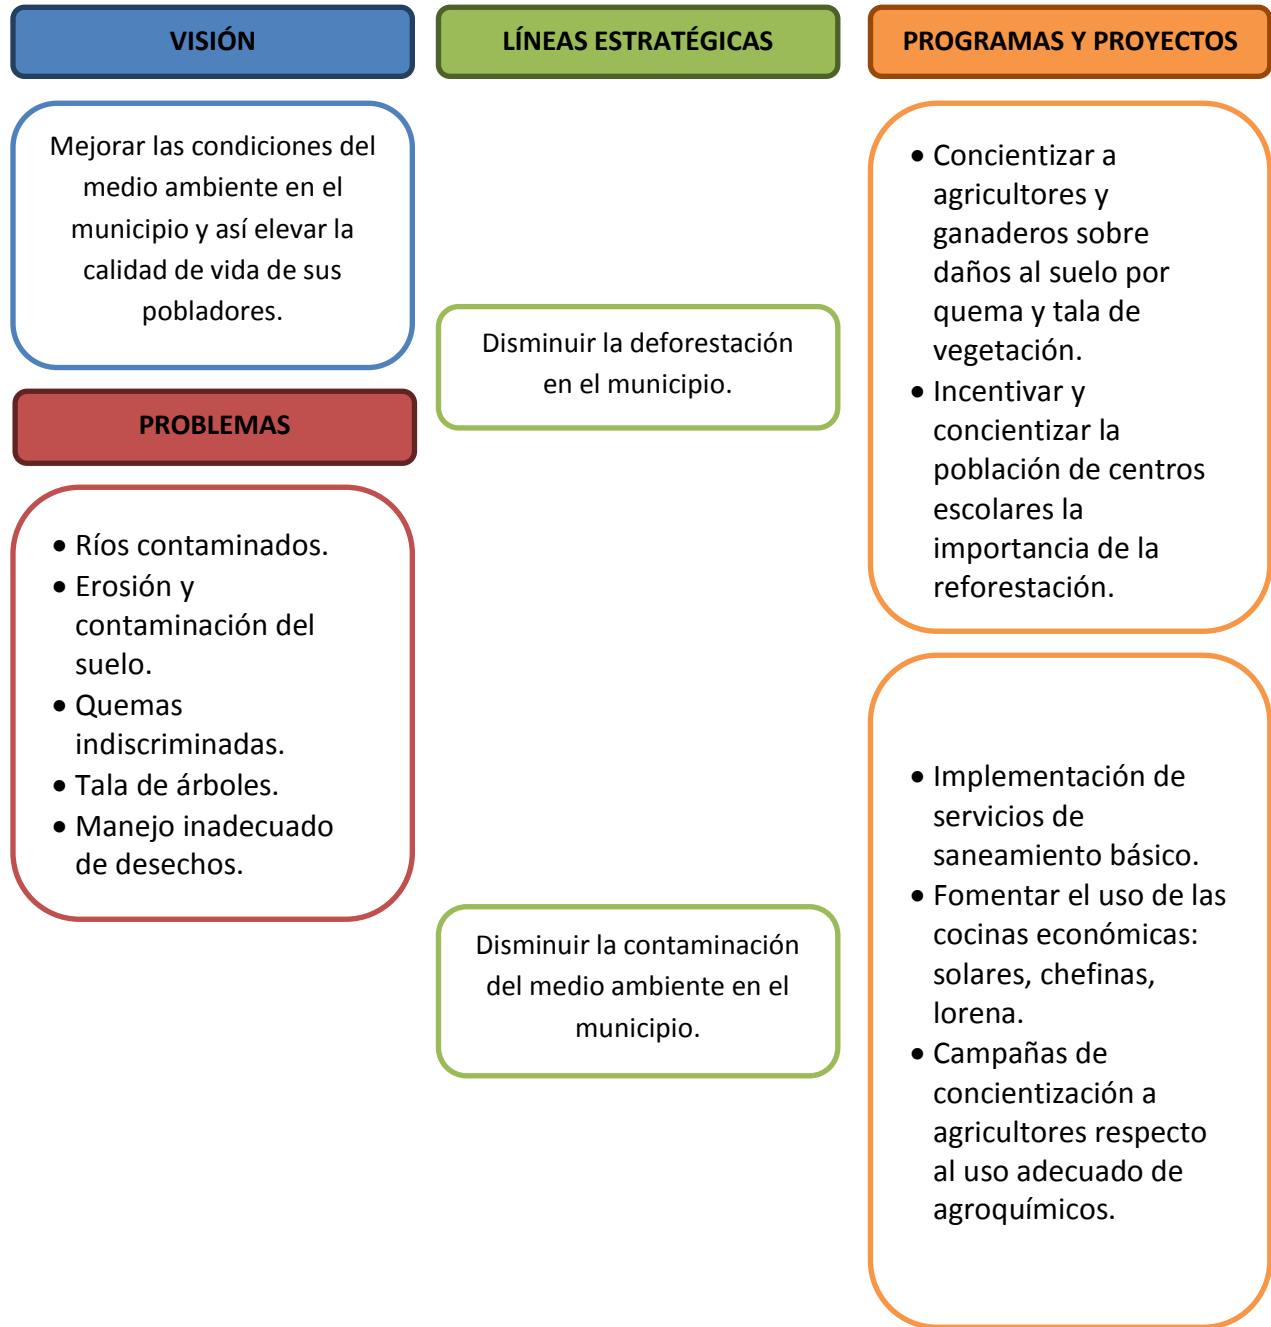 VISIÓN
Mejorar las condiciones del
medio ambiente en el
municipio y así elevar la
calidad de vida de sus
pobladores.
PROBLEMAS
• Ríos contaminados.
• Erosión y
contaminación del
suelo.
• Quemas
indiscriminadas.
• Tala de árboles.
• Manejo inadecuado
de desechos.
LÍNEAS ESTRATÉGICAS
Disminuir la deforestación
en el municipio.
Disminuir la contaminación
del medio ambiente en el
municipio.
PROGRAMAS Y PROYECTOS
• Concientizar a
agricultores y
ganaderos sobre
daños al suelo por
quema y tala de
vegetación.
• Incentivar y
concientizar la
población de centros
escolares la
importancia de la
reforestación.
• Implementación de
servicios de
saneamiento básico.
• Fomentar el uso de las
cocinas económicas:
solares, chefinas,
lorena.
• Campañas de
concientización a
agricultores respecto
al uso adecuado de
agroquímicos.